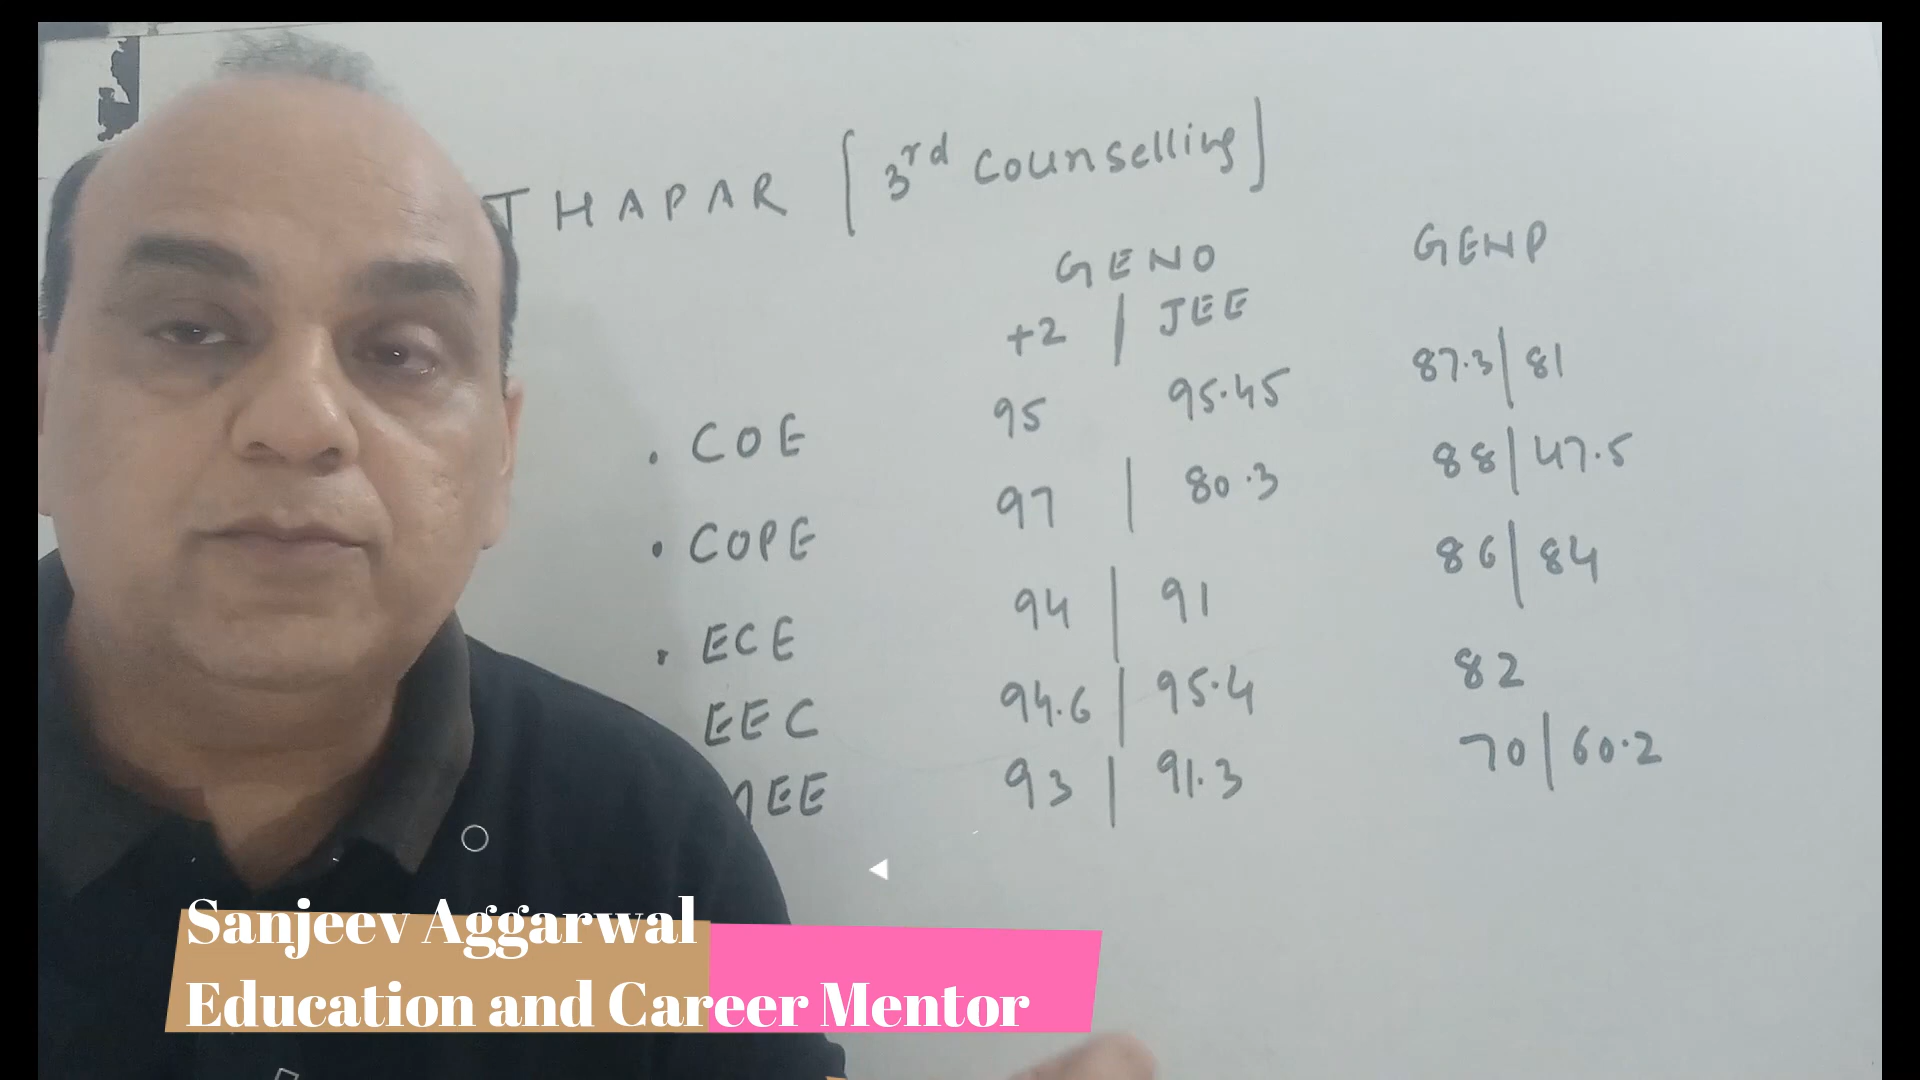 THAPAR [3rd Counselling]
GENO GENP
+2 | JEE
. COE 95 95.45 87.3|81
. COPE 97 | 80.3 88|47.5
. ECE 94 | 91 86|84
EEC 94.6 | 95.4 82
MEE 93 | 91.3 70|60.2
Sanjeev Aggarwal
Education and Career Mentor